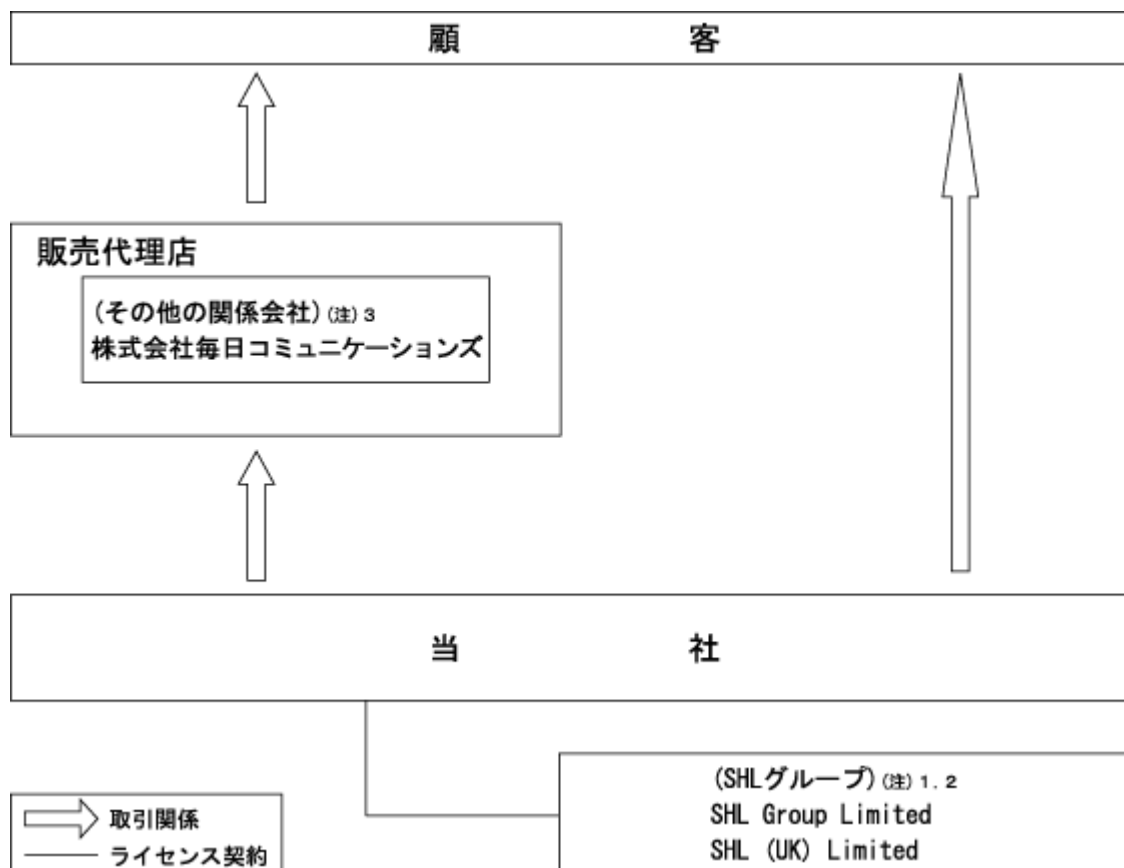 顧客
販売代理店
(その他の関係会社)(注)3
株式会社毎日コミュニケーションズ
当社
(SHLグループ)(注)1.2
SHL Group Limited
SHL (UK) Limited
取引関係
ライセンス契約